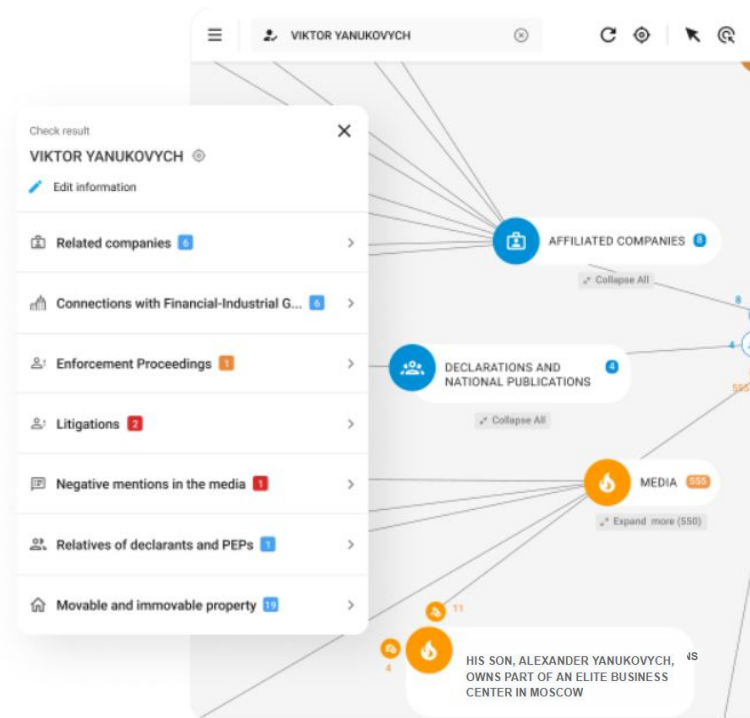 VIKTOR YANUKOVYCH
Check result
VIKTOR YANUKOVYCH
Edit information
Related companies 6
Connections with Financial-Industrial G... 6
Enforcement Proceedings 1
Litigations 2
Negative mentions in the media 1
Relatives of declarants and PEPs 1
Movable and immovable property 19
AFFILIATED COMPANIES 8
Collapse All
8
4
555
DECLARATIONS AND 4
NATIONAL PUBLICATIONS
Collapse All
MEDIA 555
Expand more (550)
11
4
HIS SON, ALEXANDER YANUKOVYCH,
OWNS PART OF AN ELITE BUSINESS
CENTER IN MOSCOW
NS